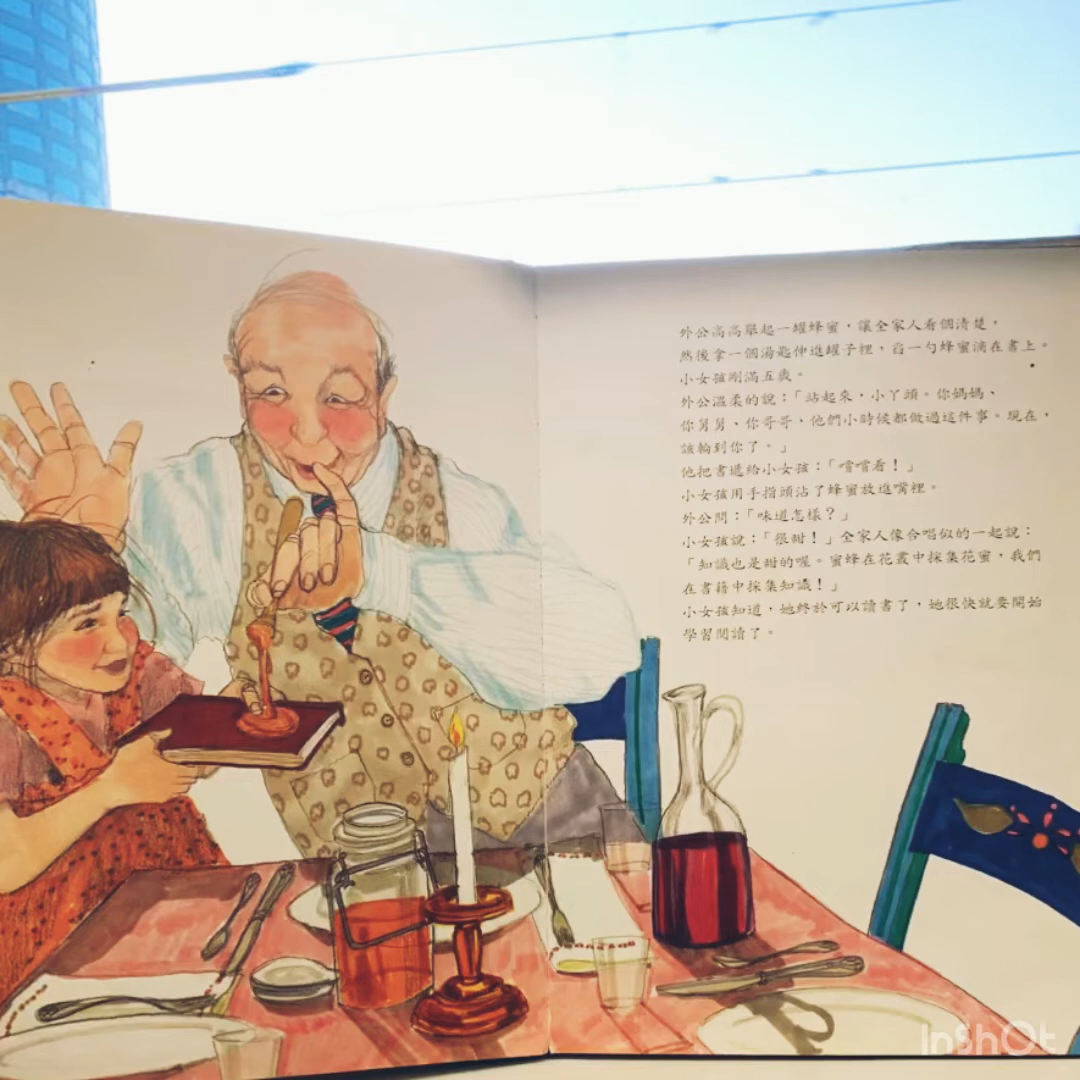 外公高高舉起一罐蜂蜜，讓全家人看個清楚，
然後拿一個湯匙伸進罐子裡，舀一勺蜂蜜滴在書上。
小女孩剛滿五歲。
外公溫柔的說：「站起來，小丫頭。你媽媽、
你舅舅、你哥哥，他們小時候都做過這件事。現在，
該輪到你了。」
他把書遞給小女孩：「嚐嚐看！」
小女孩用手指頭沾了蜂蜜放進嘴裡。
外公問：「味道怎樣？」
小女孩說：「很甜！」全家人像合唱似的一起說：
「知識也是甜的喔。蜜蜂在花叢中採集花蜜，我們
在書籍中採集知識！」
小女孩知道，她終於可以讀書了，她很快就要開始
學習閱讀了。
InShOt